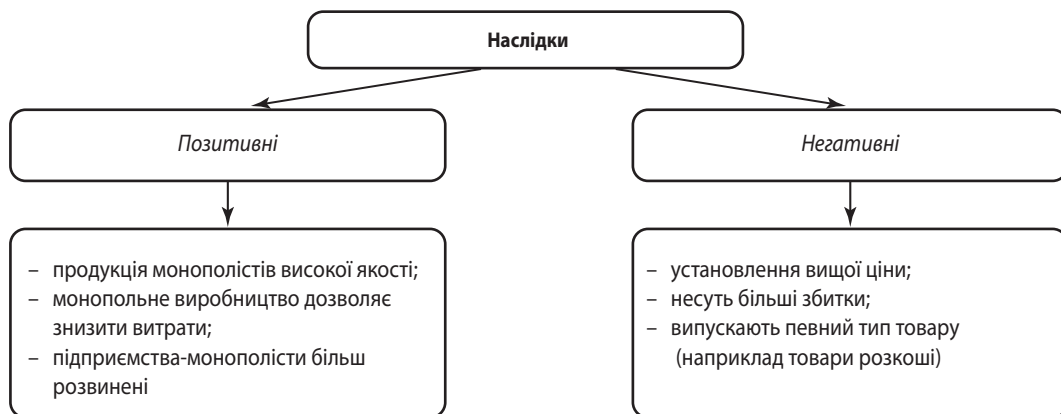 Наслідки
Позитивні
Негативні
– продукція монополістів високої якості;
– монопольне виробництво дозволяє
знизити витрати;
– підприємства-монополісти більш
розвинені
– установлення вищої ціни;
– несуть більші збитки;
– випускають певний тип товару
(наприклад товари розкоші)